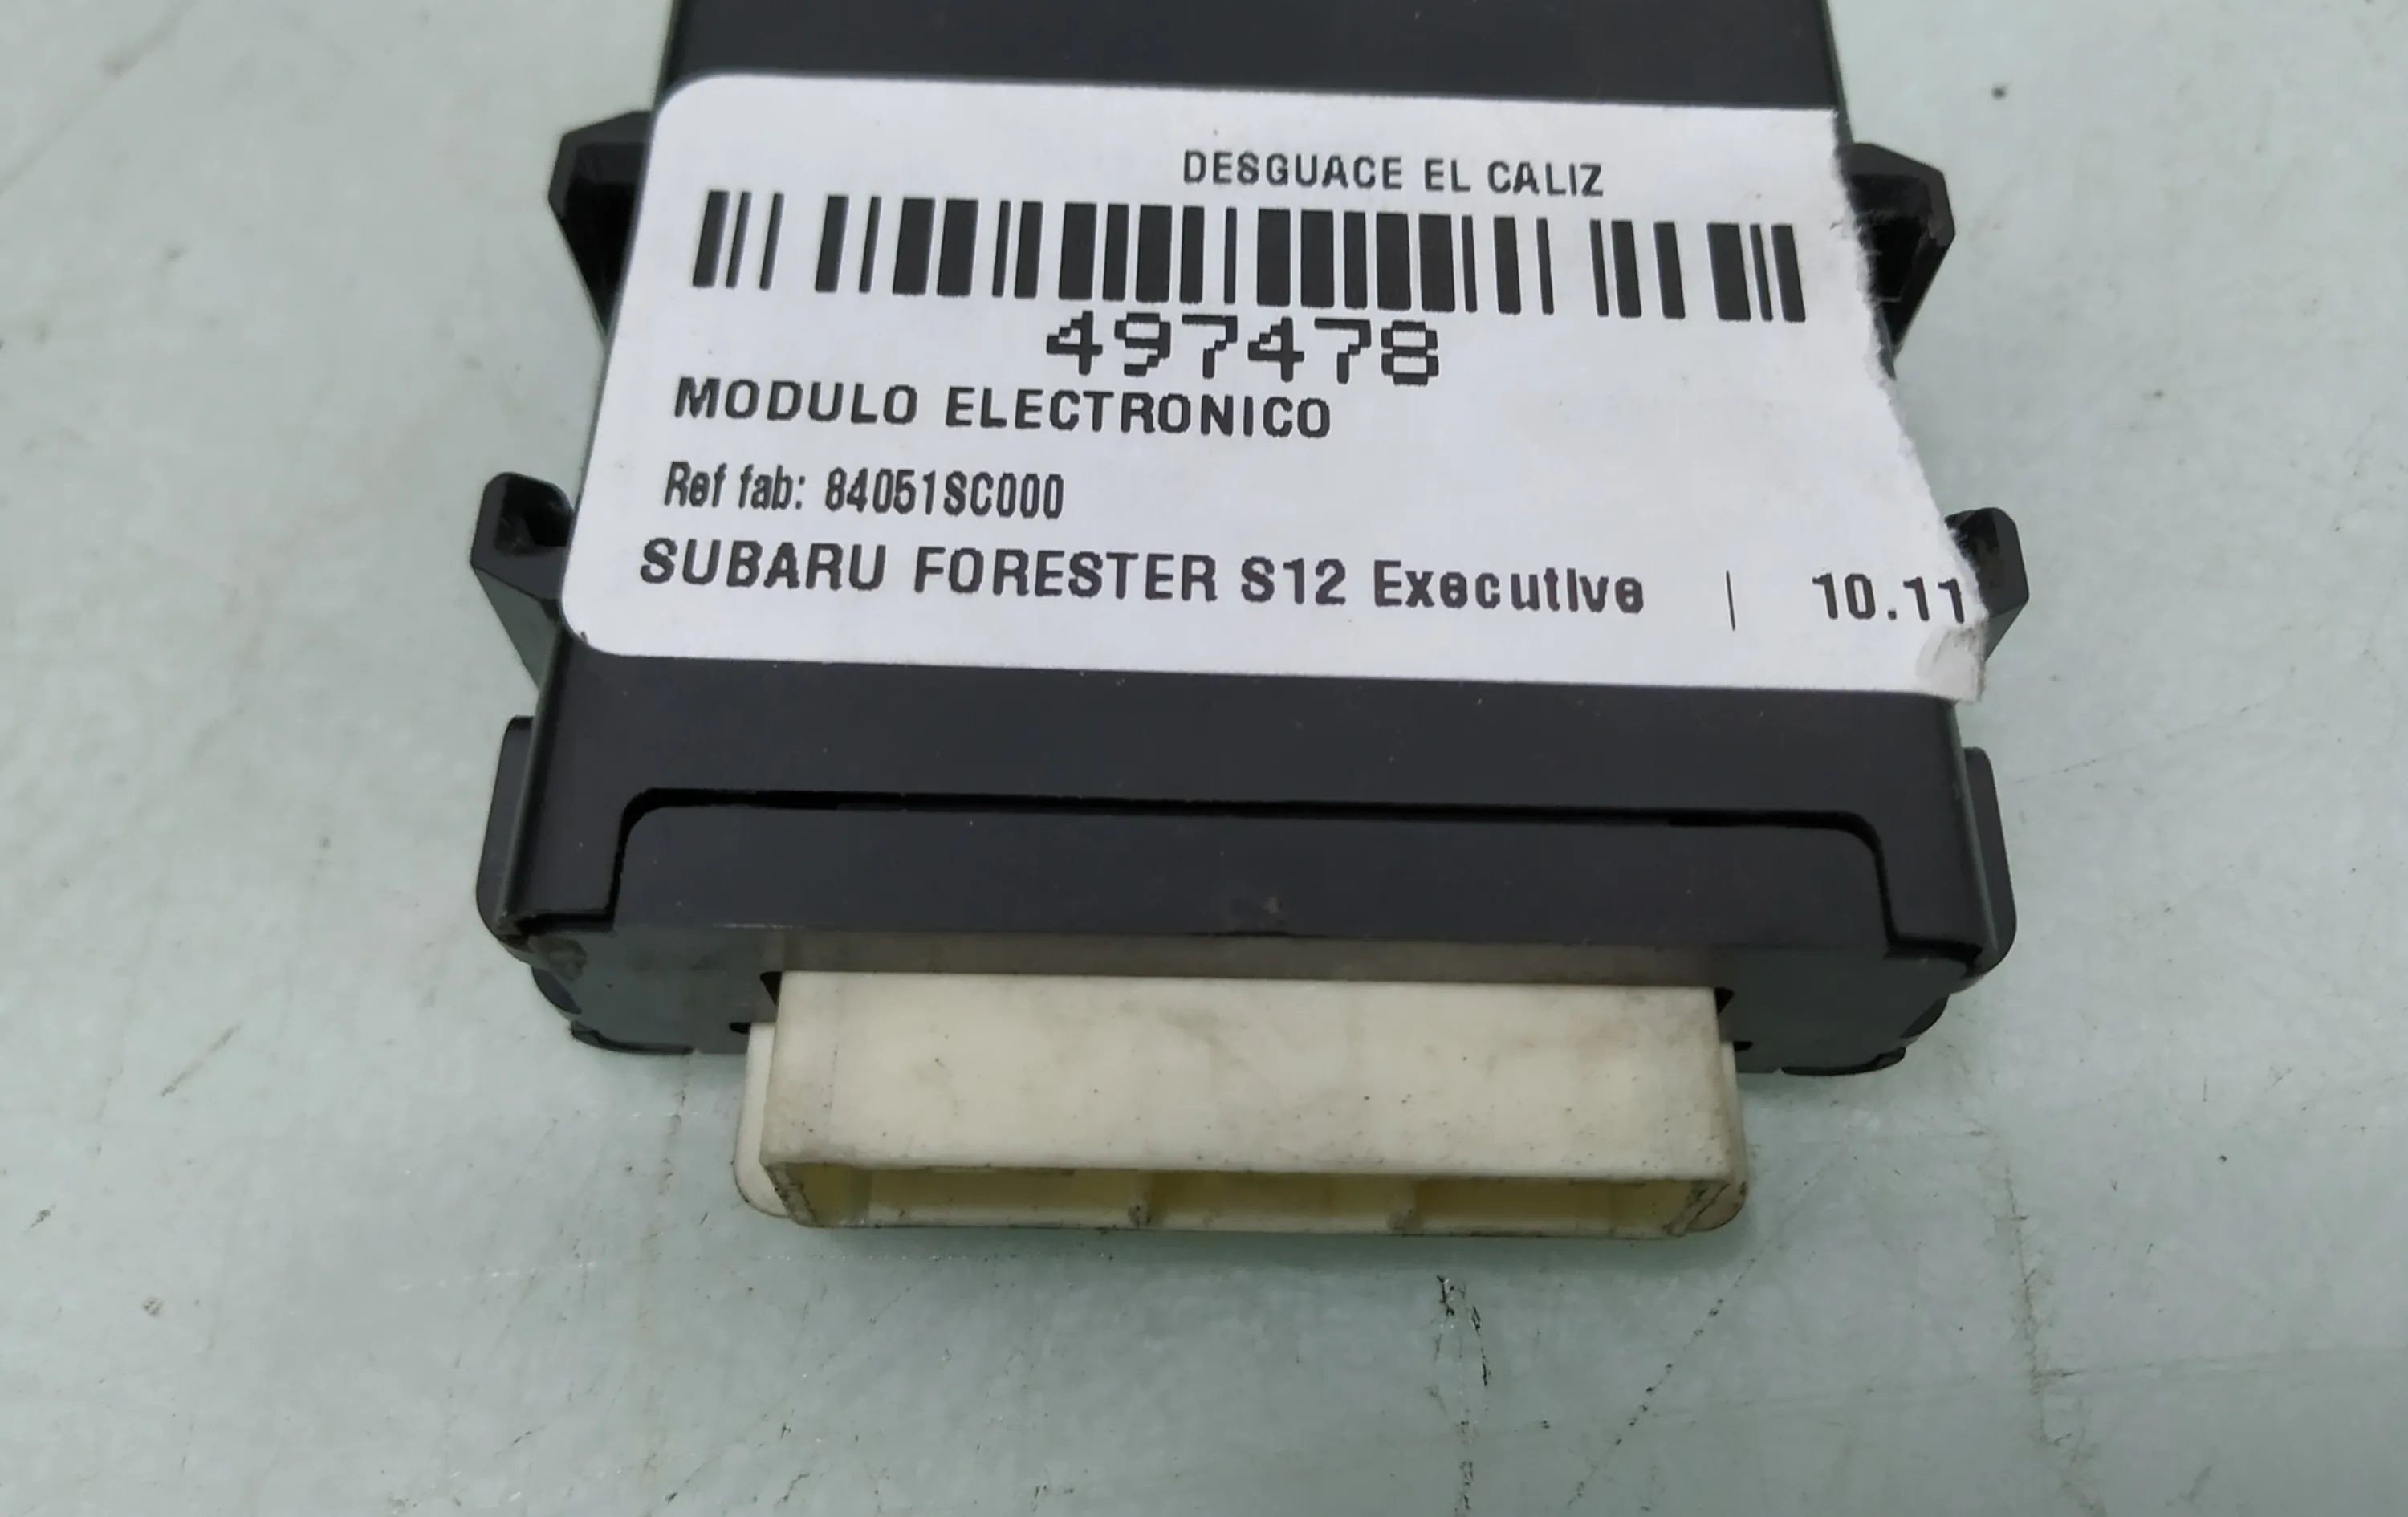 DESGUACE EL CALIZ
497478
MODULO ELECTRONICO
Ref fab: 84051SC000
SUBARU FORESTER S12 Executive | 10.11